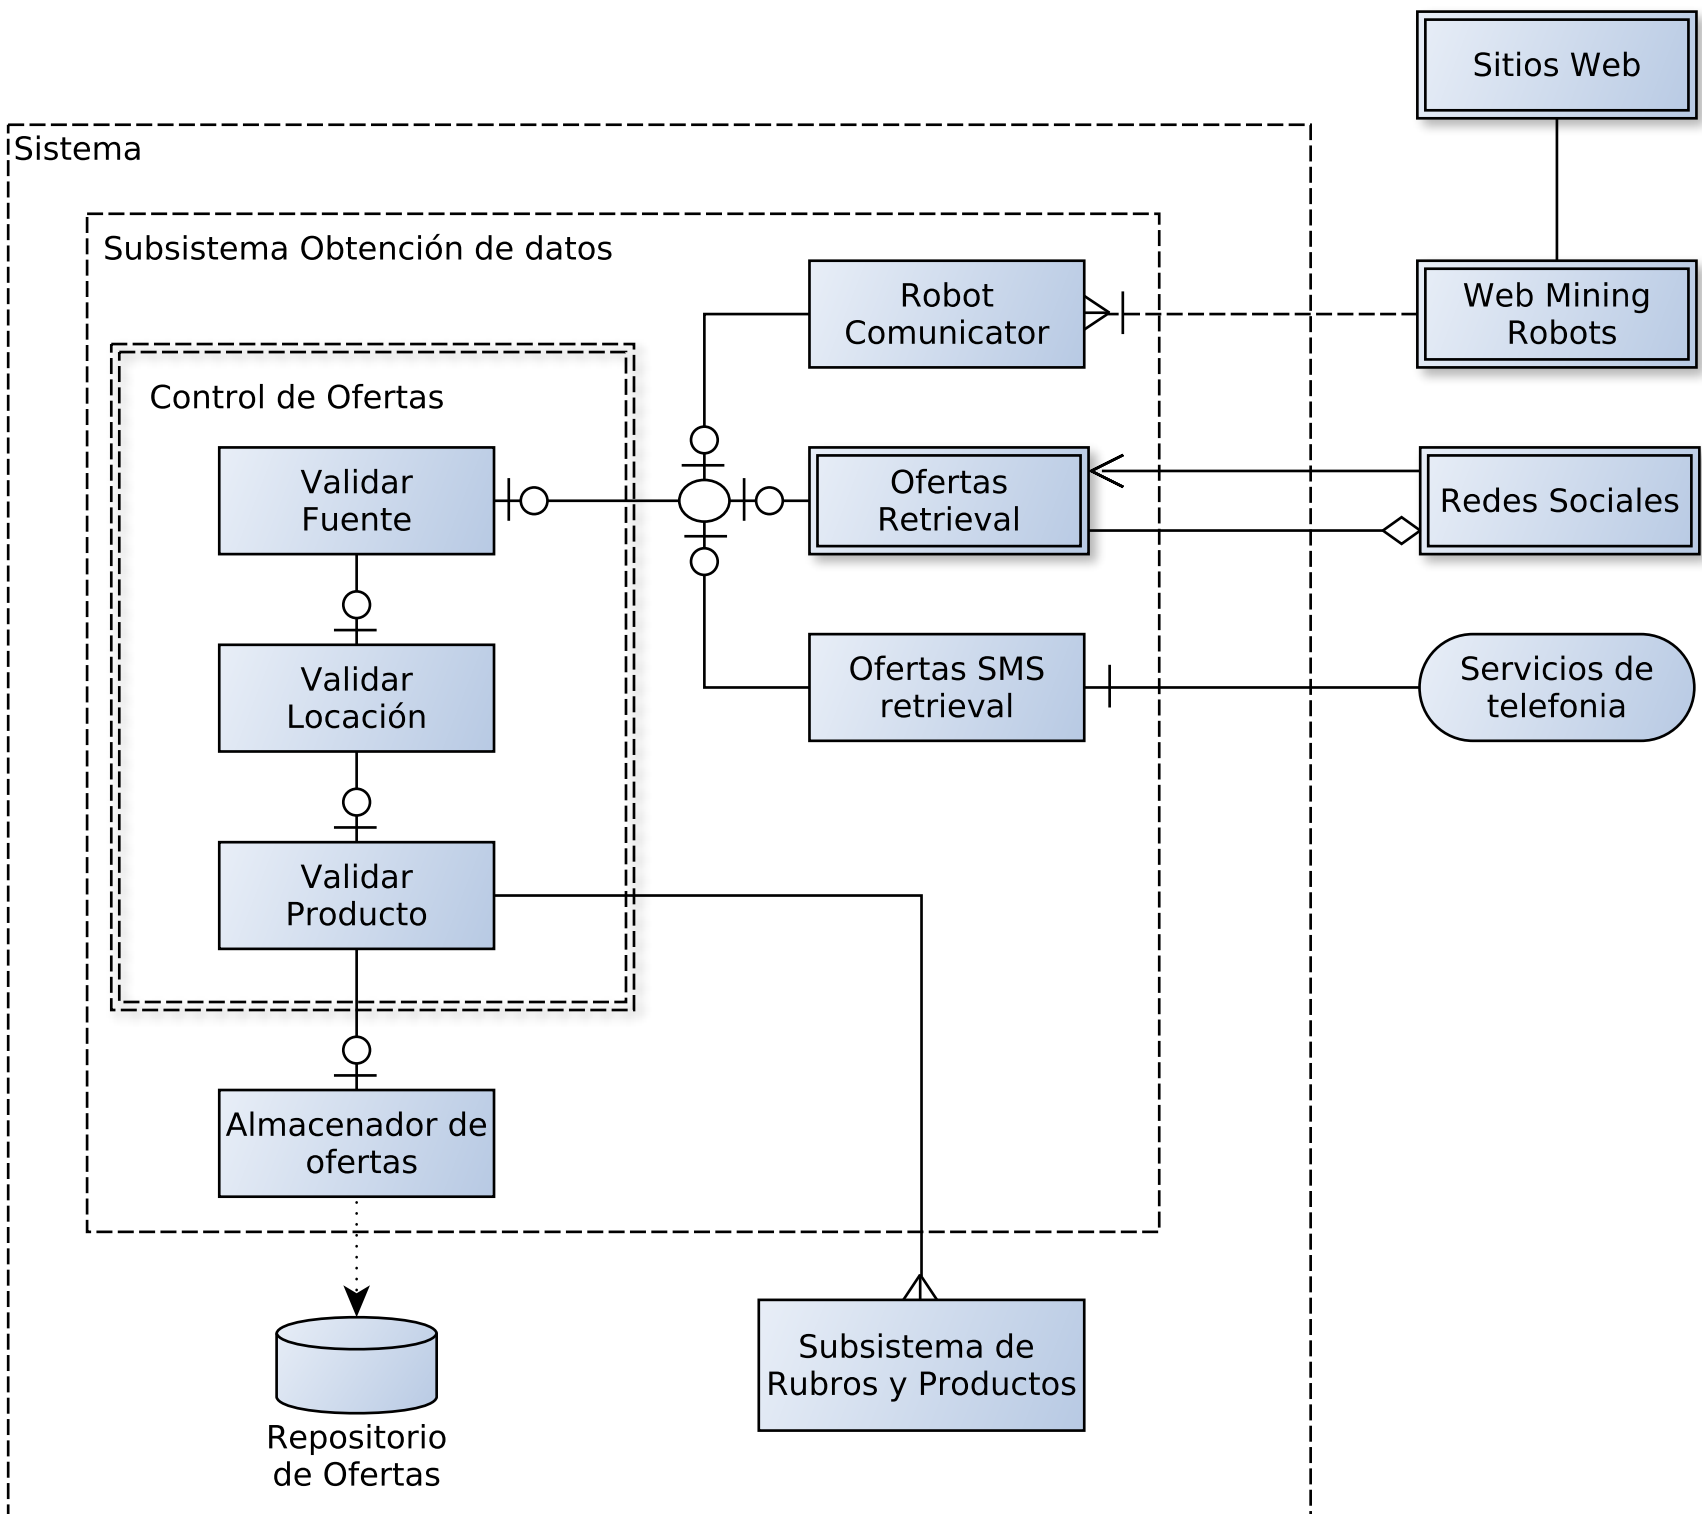 Sitios Web
Sistema
Subsistema Obtención de datos
Robot
Comunicator
Web Mining
Robots
Control de Ofertas
Validar
Fuente
Ofertas
Retrieval
Redes Sociales
Validar
Locación
Ofertas SMS
retrieval
Servicios de
telefonia
Validar
Producto
Almacenador de
ofertas
Subsistema de
Rubros y Productos
Repositorio
de Ofertas